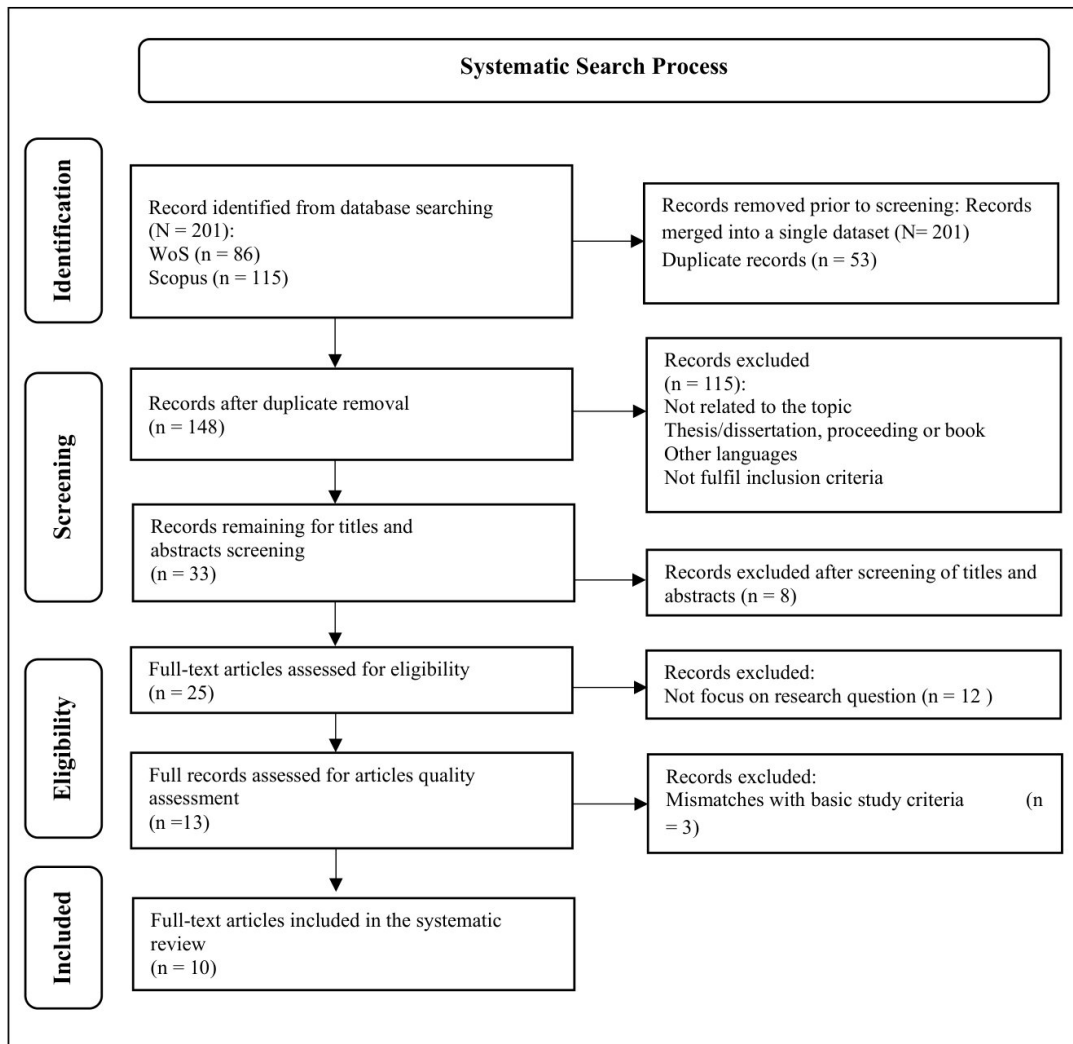 Systematic Search Process
Identification
Record identified from database searching
(N = 201):
WoS (n = 86)
Scopus (n = 115)
Records removed prior to screening: Records
merged into a single dataset (N= 201)
Duplicate records (n = 53)
Screening
Records after duplicate removal
(n = 148)
Records excluded
(n = 115):
Not related to the topic
Thesis/dissertation, proceeding or book
Other languages
Not fulfil inclusion criteria
Records remaining for titles and
abstracts screening
(n = 33)
Records excluded after screening of titles and
abstracts (n = 8)
Eligibility
Full-text articles assessed for eligibility
(n = 25)
Records excluded:
Not focus on research question (n = 12 )
Full records assessed for articles quality
assessment
(n =13)
Records excluded:
Mismatches with basic study criteria (n
= 3)
Included
Full-text articles included in the systematic
review
(n = 10)